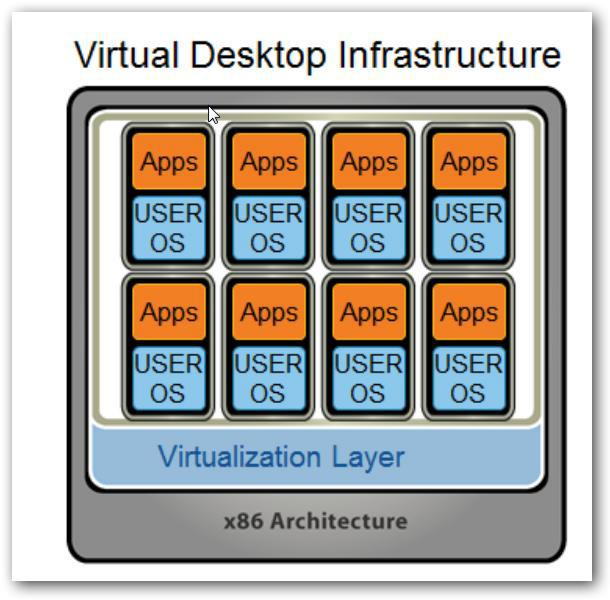 Virtual Desktop Infrastructure
Apps Apps Apps Apps
USER USER USER USER
OS OS OS OS
Apps Apps Apps Apps
USER USER USER USER
OS OS OS OS
Virtualization Layer
x86 Architecture